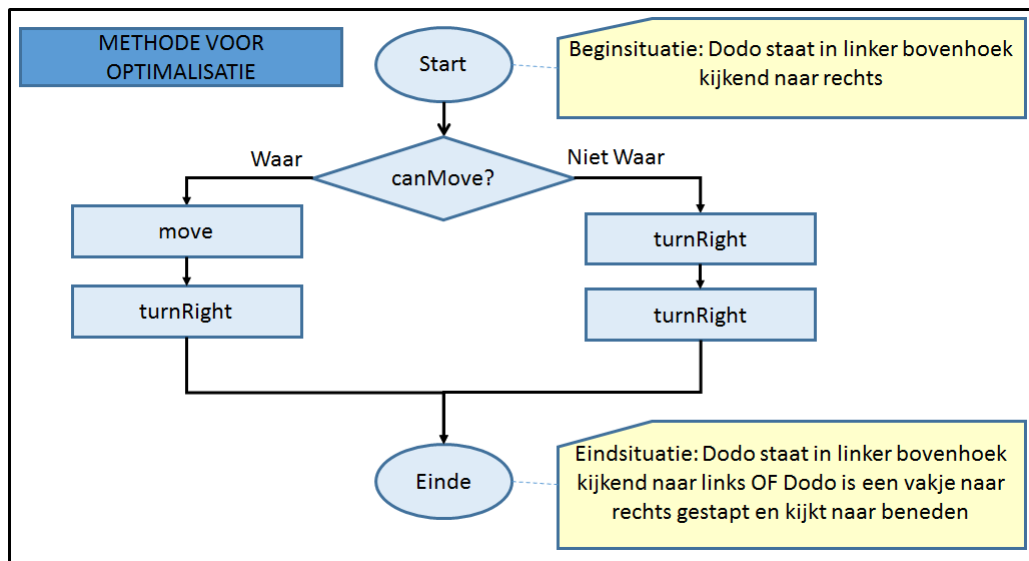 METHODE VOOR
OPTIMALISATIE
Start
Beginsituatie: Dodo staat in linker bovenhoek
kijkend naar rechts
Waar
canMove?
Niet Waar
move
turnRight
turnRight
turnRight
Einde
Eindsituatie: Dodo staat in linker bovenhoek
kijkend naar links OF Dodo is een vakje naar
rechts gestapt en kijkt naar beneden